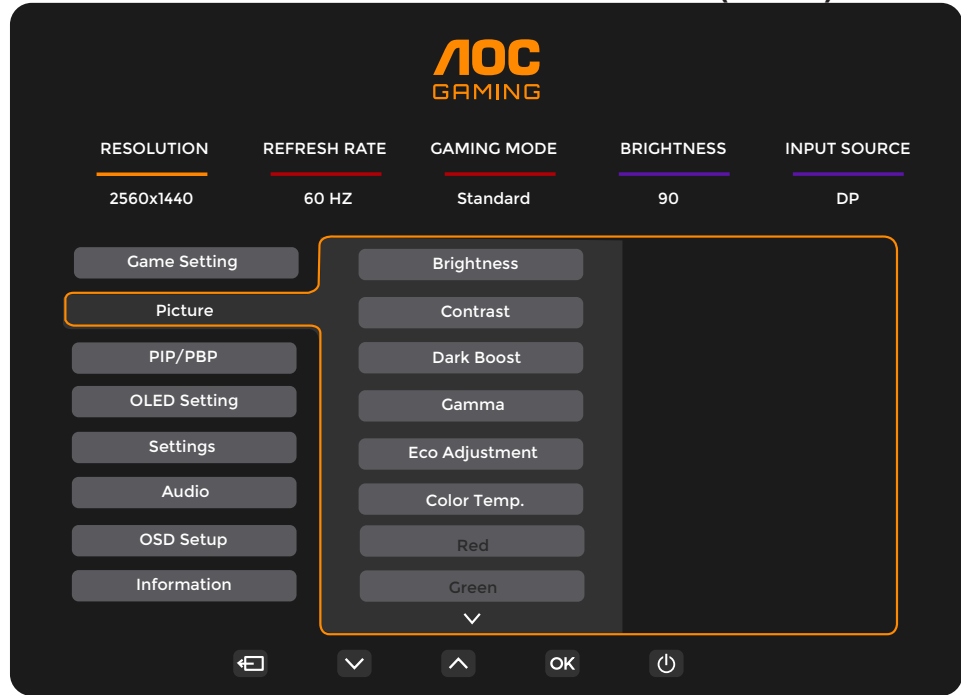 AOC
GAMING
RESOLUTION REFRESH RATE GAMING MODE BRIGHTNESS INPUT SOURCE
2560x1440 60 HZ Standard 90 DP
Game Setting
Picture
PIP/PBP
OLED Setting
Settings
Audio
OSD Setup
Information
Brightness
Contrast
Dark Boost
Gamma
Eco Adjustment
Color Temp.
Red
Green
OK